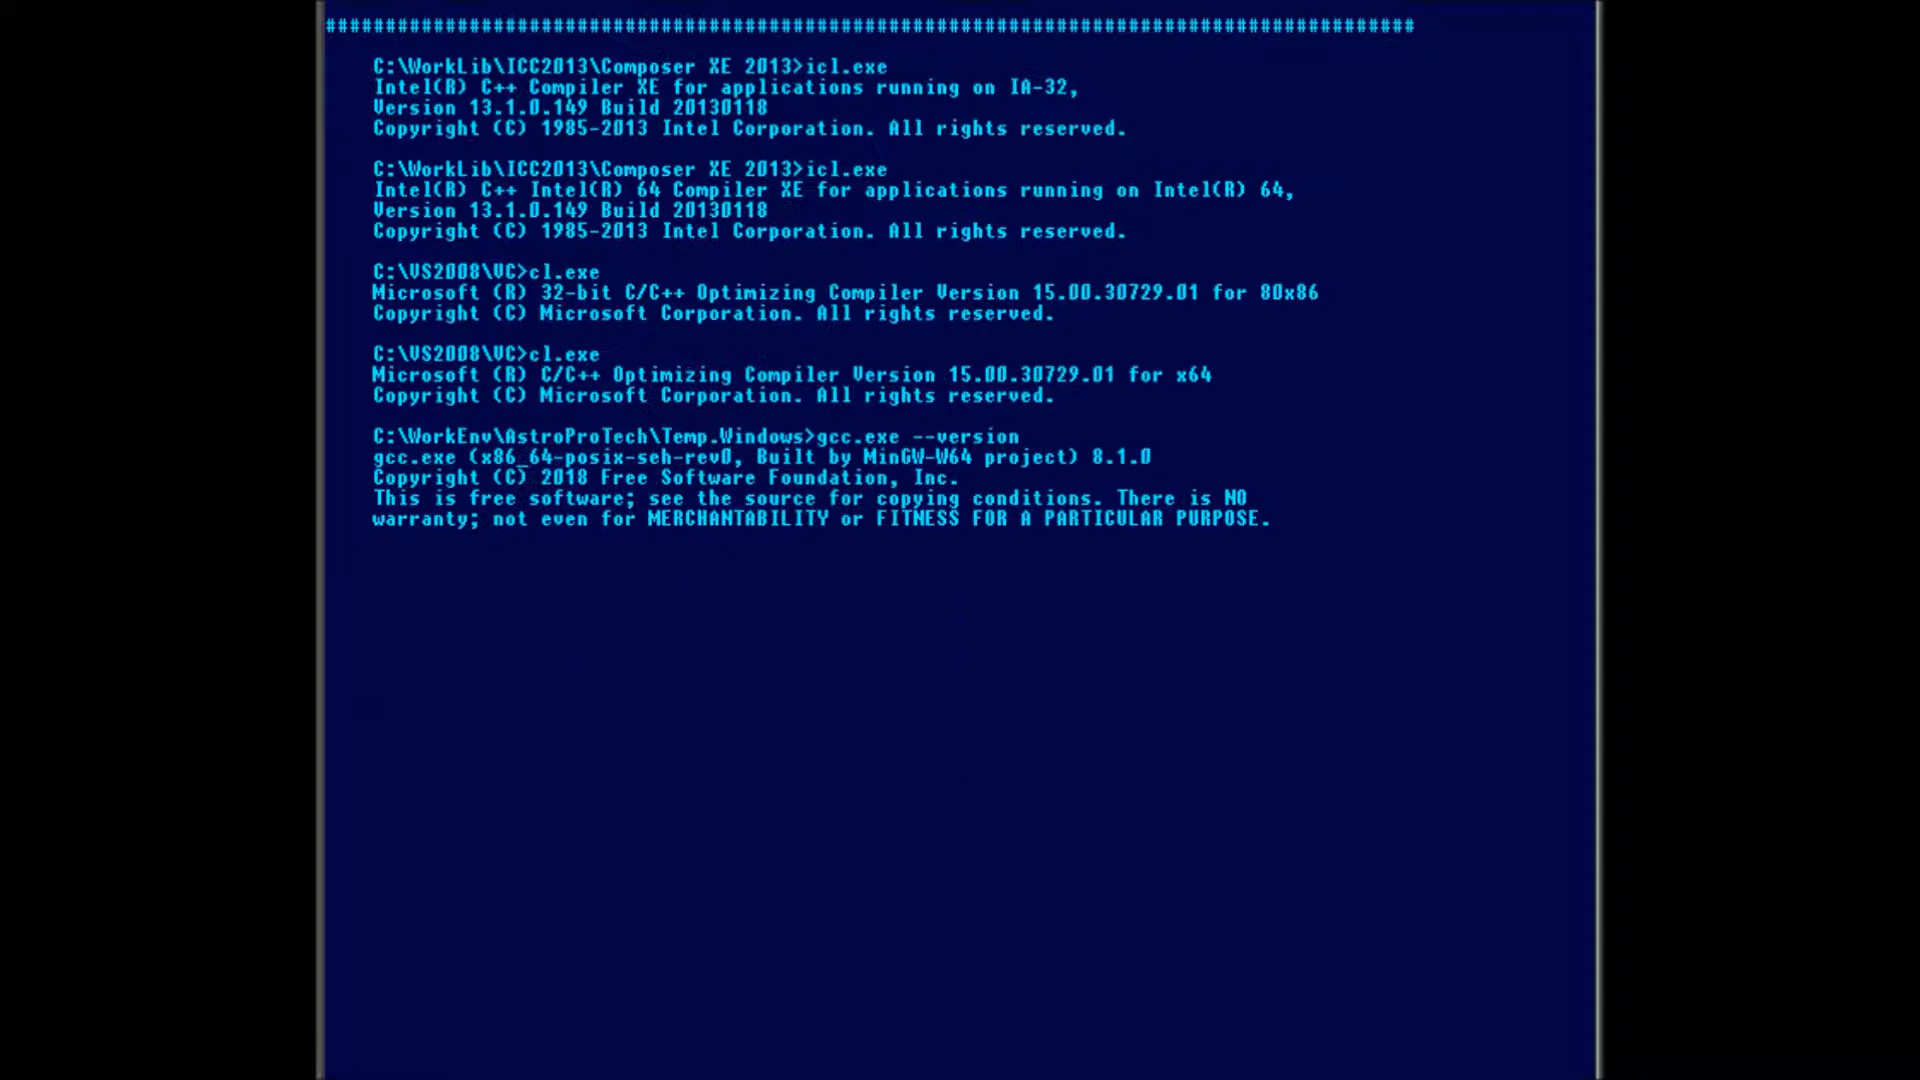 ###########################################################################################
C:\WorkLib\ICC2013\Composer XE 2013>icl.exe
Intel(R) C++ Compiler XE for applications running on IA-32,
Version 13.1.0.149 Build 20130118
Copyright (C) 1985-2013 Intel Corporation. All rights reserved.
C:\WorkLib\ICC2013\Composer XE 2013>icl.exe
Intel(R) C++ Intel(R) 64 Compiler XE for applications running on Intel(R) 64,
Version 13.1.0.149 Build 20130118
Copyright (C) 1985-2013 Intel Corporation. All rights reserved.
C:\VS2008\VC>cl.exe
Microsoft (R) 32-bit C/C++ Optimizing Compiler Version 15.00.30729.01 for 80x86
Copyright (C) Microsoft Corporation. All rights reserved.
C:\VS2008\VC>cl.exe
Microsoft (R) C/C++ Optimizing Compiler Version 15.00.30729.01 for x64
Copyright (C) Microsoft Corporation. All rights reserved.
C:\WorkEnv\AstroProTech\Temp.Windows>gcc.exe --version
gcc.exe (x86_64-posix-seh-rev0, Built by MinGW-W64 project) 8.1.0
Copyright (C) 2018 Free Software Foundation, Inc.
This is free software; see the source for copying conditions. There is NO
warranty; not even for MERCHANTABILITY or FITNESS FOR A PARTICULAR PURPOSE.